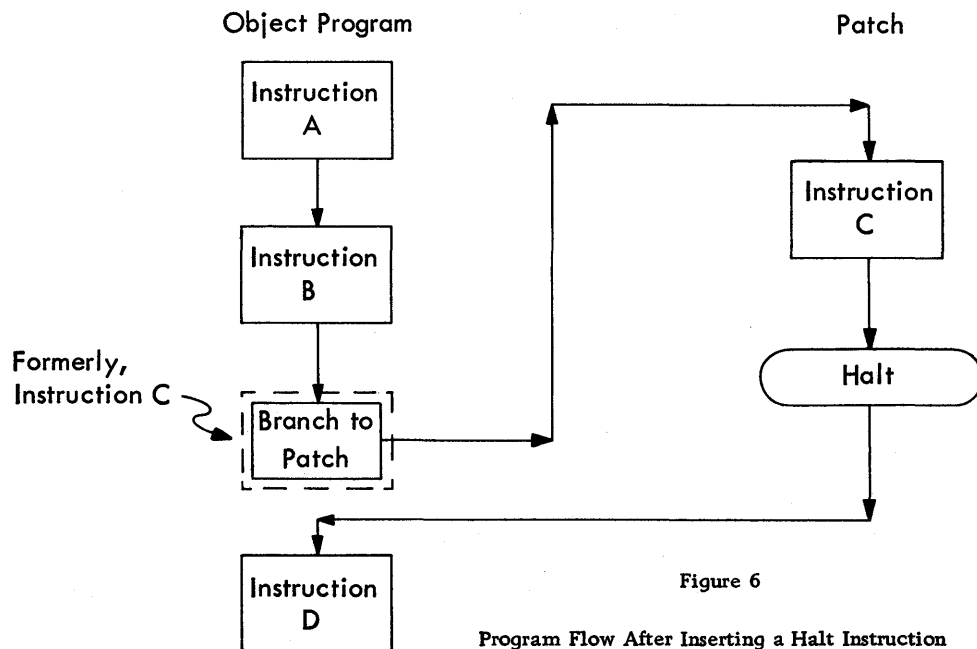 Object Program
Patch
Instruction
A
Instruction
B
Formerly,
Instruction C
Branch to
Patch
Instruction
C
Halt
Instruction
D
Figure 6
Program Flow After Inserting a Halt Instruction